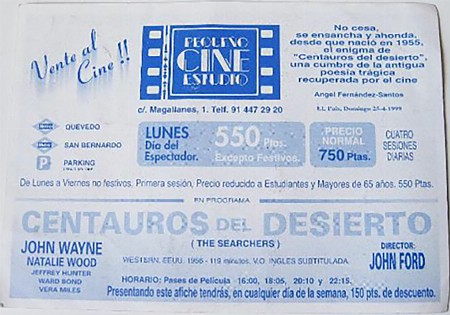 Vente al
Cine !!
PEQUEÑO
CINE
ESTUDIO
c/. Magallanes, 1. Telf. 91 447 29 20
No cesa,
se ensancha y ahonda,
desde que nació en 1955,
el enigma de
"Centauros del desierto",
una cumbre de la antigua
poesía trágica
recuperada por el cine
Angel Fernández-Santos
EL País, Domingo 25-4-1999
QUEVEDO
SAN BERNARDO
P PARKING
LUNES
Día del
Espectador.
550 Ptas.
Excepto Festivos.
PRECIO
NORMAL
750 Ptas.
CUATRO
SESIONES
DIARIAS
De Lunes a Viernes no festivos, Primera sesión, Precio reducido a Estudiantes y Mayores de 65 años. 550 Ptas.
EN PROGRAMA
CENTAUROS DEL DESIERTO
(THE SEARCHERS)
JOHN WAYNE
NATALIE WOOD
JEFFREY HUNTER
WARD BOND
VERA MILES
WESTERN. EEUU. 1956 - 119 minutos. V.O. INGLES SUBTITULADA.
DIRECTOR:
JOHN FORD
HORARIO: Pases de Película 16:00, 18:05, 20:10 y 22:15.
Presentando este afiche tendrás, en cualquier día de la semana, 150 pts. de descuento.